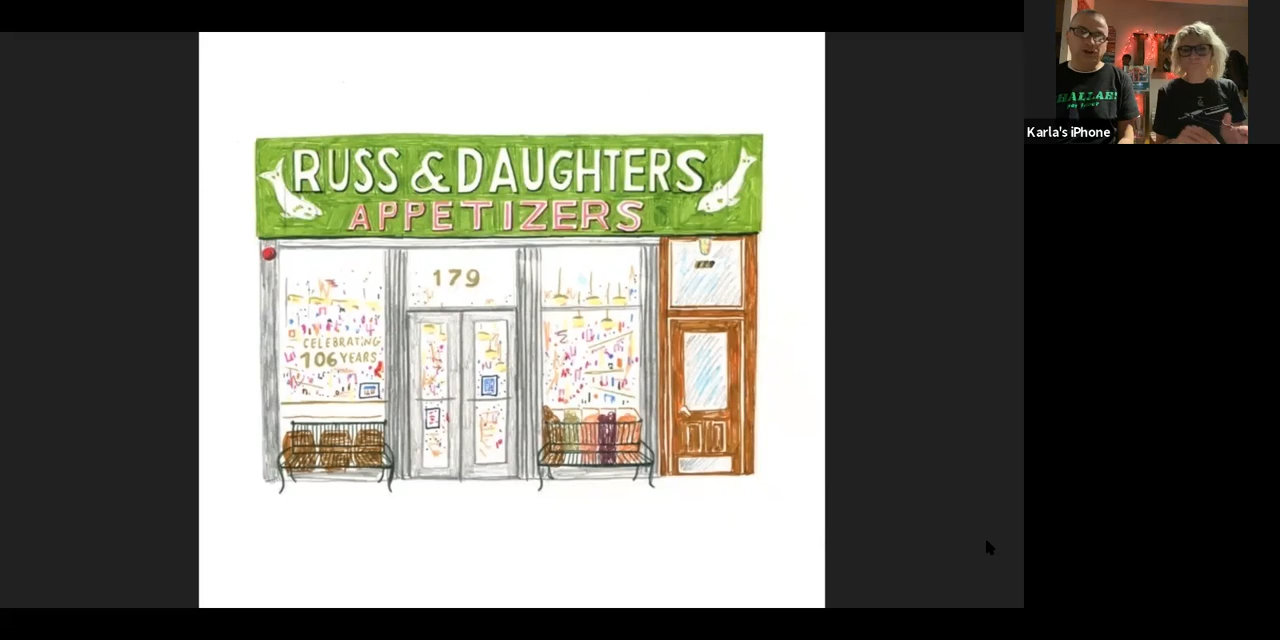 RUSS & DAUGHTERS
APPETIZERS
179
CELEBRATING
106 YEARS
Karla's iPhone